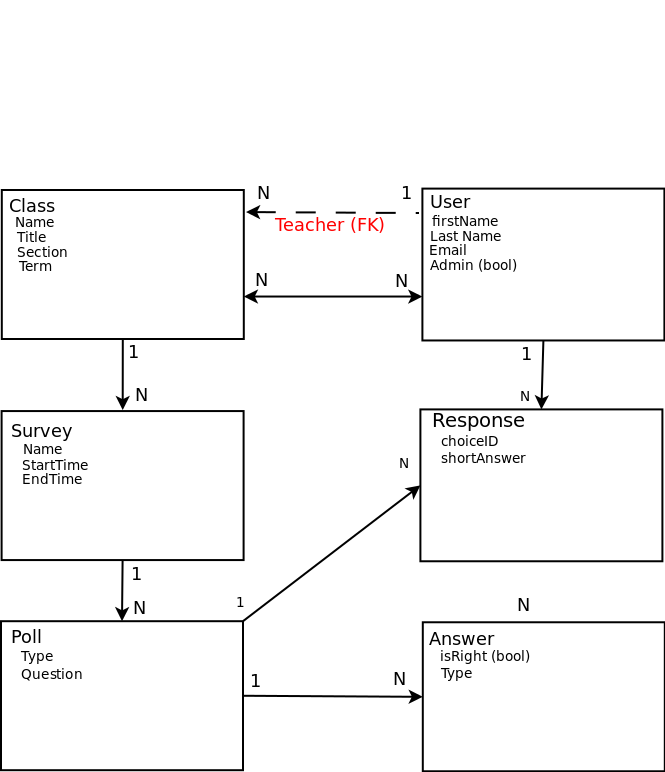 N
1
Teacher (FK)
Class
Name
Title
Section
Term
User
firstName
Last Name
Email
Admin (bool)
N
N
1
N
1
N
Survey
Name
StartTime
EndTime
Response
choiceID
shortAnswer
N
1
N
1
N
Poll
Type
Question
Answer
isRight (bool)
Type
1
N